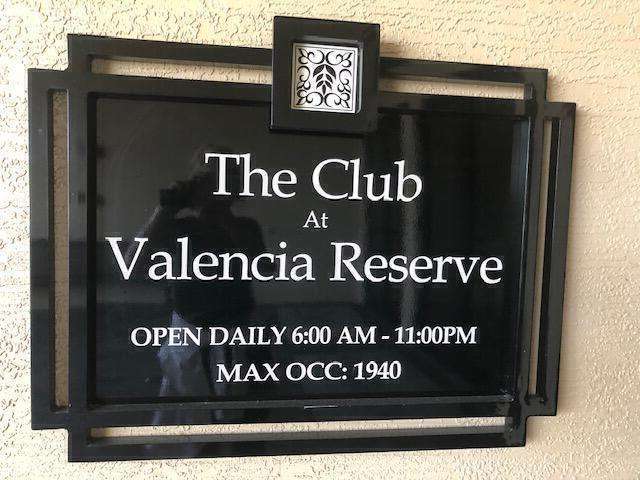 The Club
At
Valencia Reserve
OPEN DAILY 6:00 AM - 11:00PM
MAX OCC: 1940